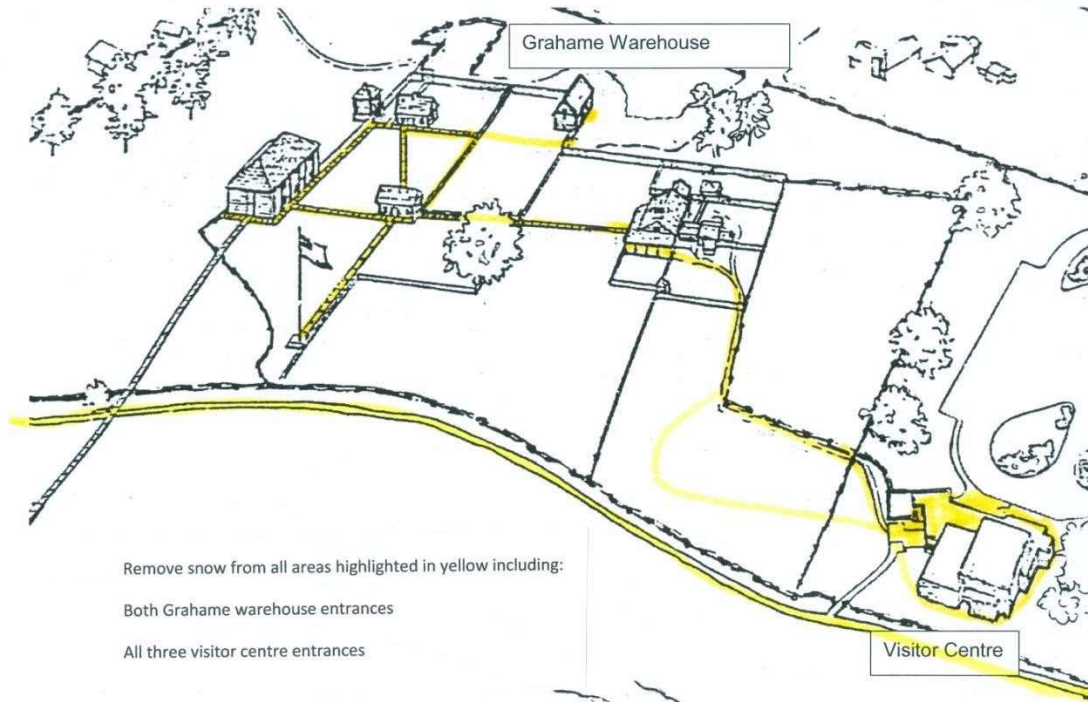 Grahame Warehouse
Remove snow from all areas highlighted in yellow including:
Both Grahame warehouse entrances
All three visitor centre entrances
Visitor Centre